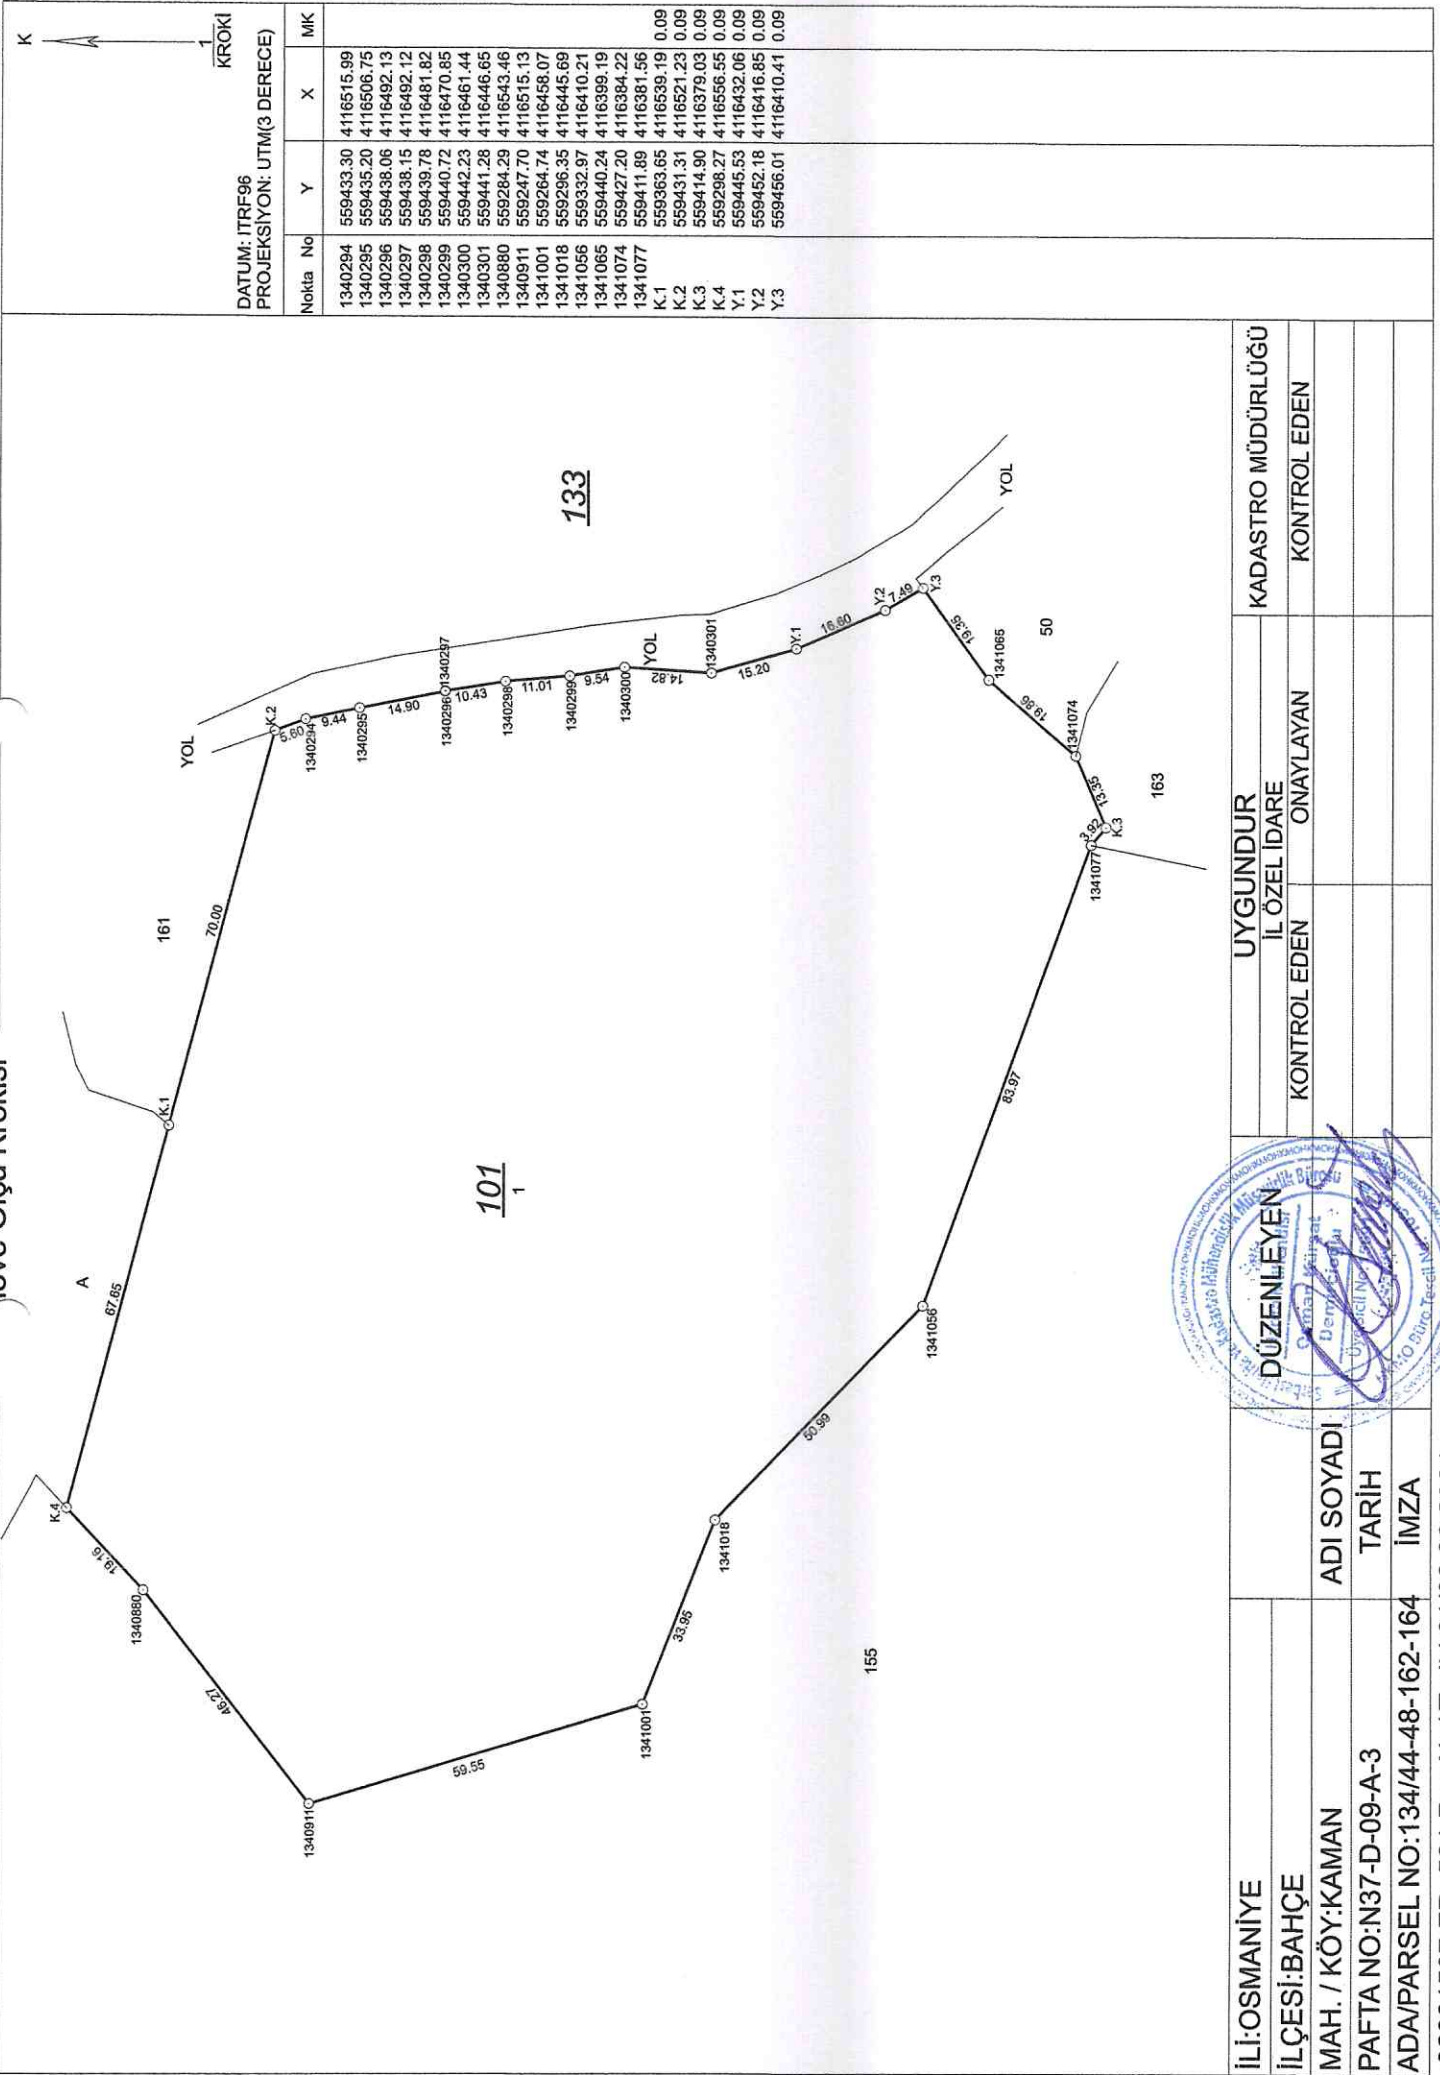 K
1
KROKİ
DATUM: ITRF96
PROJEKSİYON: UTM(3 DERECE)
Nokta No Y X MK
1340294 559433.30 4116515.99
1340295 559435.20 4116506.75
1340296 559438.06 4116492.13
1340297 559438.15 4116492.12
1340298 559439.78 4116481.82
1340299 559440.72 4116470.85
1340300 559442.23 4116461.44
1340301 559441.28 4116446.65
1340880 559284.29 4116543.46
1340911 559247.70 4116515.13
1341001 559264.74 4116458.07
1341018 559296.35 4116445.69
1341056 559332.97 4116410.21
1341065 559440.24 4116399.19
1341074 559427.20 4116384.22
1341077 559411.89 4116381.56
K.1 559363.65 4116539.19 0.09
K.2 559431.31 4116521.23 0.09
K.3 559414.90 4116379.03 0.09
K.4 559298.27 4116556.55 0.09
Y.1 559445.53 4116432.06 0.09
Y.2 559452.18 4116416.85 0.09
Y.3 559456.01 4116410.41 0.09
K.4
A
67.65
K.1
161
70.00
YOL
K.2
5.60
1340294
9.44
1340295
14.90
1340296
1340297
10.43
1340298
11.01
1340299
9.54
1340300
YOL
14.82
1340301
15.20
Y.1
16.60
Y.2
7.49
Y.3
133
YOL
19.36
1341065
50
19.86
1341074
13.35
163
K.3
3.92
1341077
83.97
1341056
50.99
1341018
33.95
1341001
155
59.55
1340911
46.27
1340880
19.16
101
1
İLİ:OSMANİYE
İLÇESİ:BAHÇE
MAH. / KÖY:KAMAN
PAFTA NO:N37-D-09-A-3
ADA/PARSEL NO:134/44-48-162-164
ADI SOYADI
TARİH
İMZA
DÜZENLEYEN
UYGUNDUR
İL ÖZEL İDARE
KONTROL EDEN ONAYLAYAN
KADASTRO MÜDÜRLÜĞÜ
KONTROL EDEN
Kadastro Mühendislik Müşavirlik Bürosu
Osman Kürşat